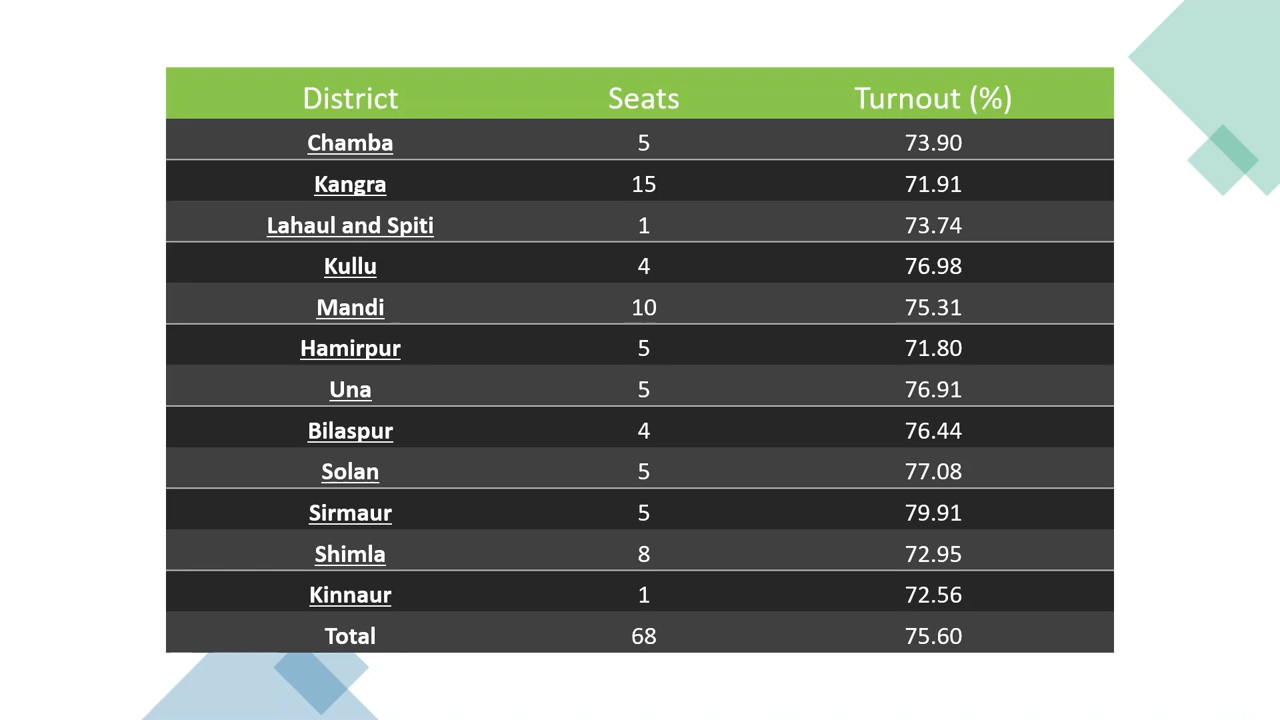 District Seats Turnout (%)
Chamba 5 73.90
Kangra 15 71.91
Lahaul and Spiti 1 73.74
Kullu 4 76.98
Mandi 10 75.31
Hamirpur 5 71.80
Una 5 76.91
Bilaspur 4 76.44
Solan 5 77.08
Sirmaur 5 79.91
Shimla 8 72.95
Kinnaur 1 72.56
Total 68 75.60